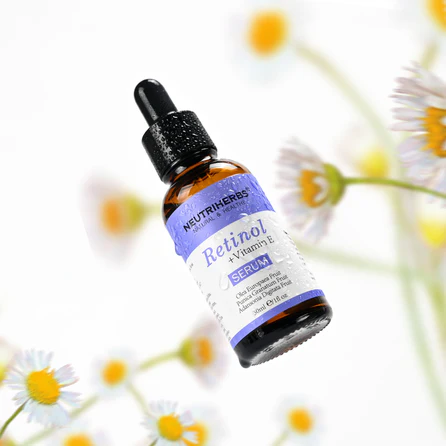 NEUTRIHERBS®
NATURAL & HEALTHY
Retinol
+Vitamin E
SERUM
Olea Europaea Fruit
Punica Granatum Fruit
Adansonia Digitata Fruit
30ml ℮ 1fl oz